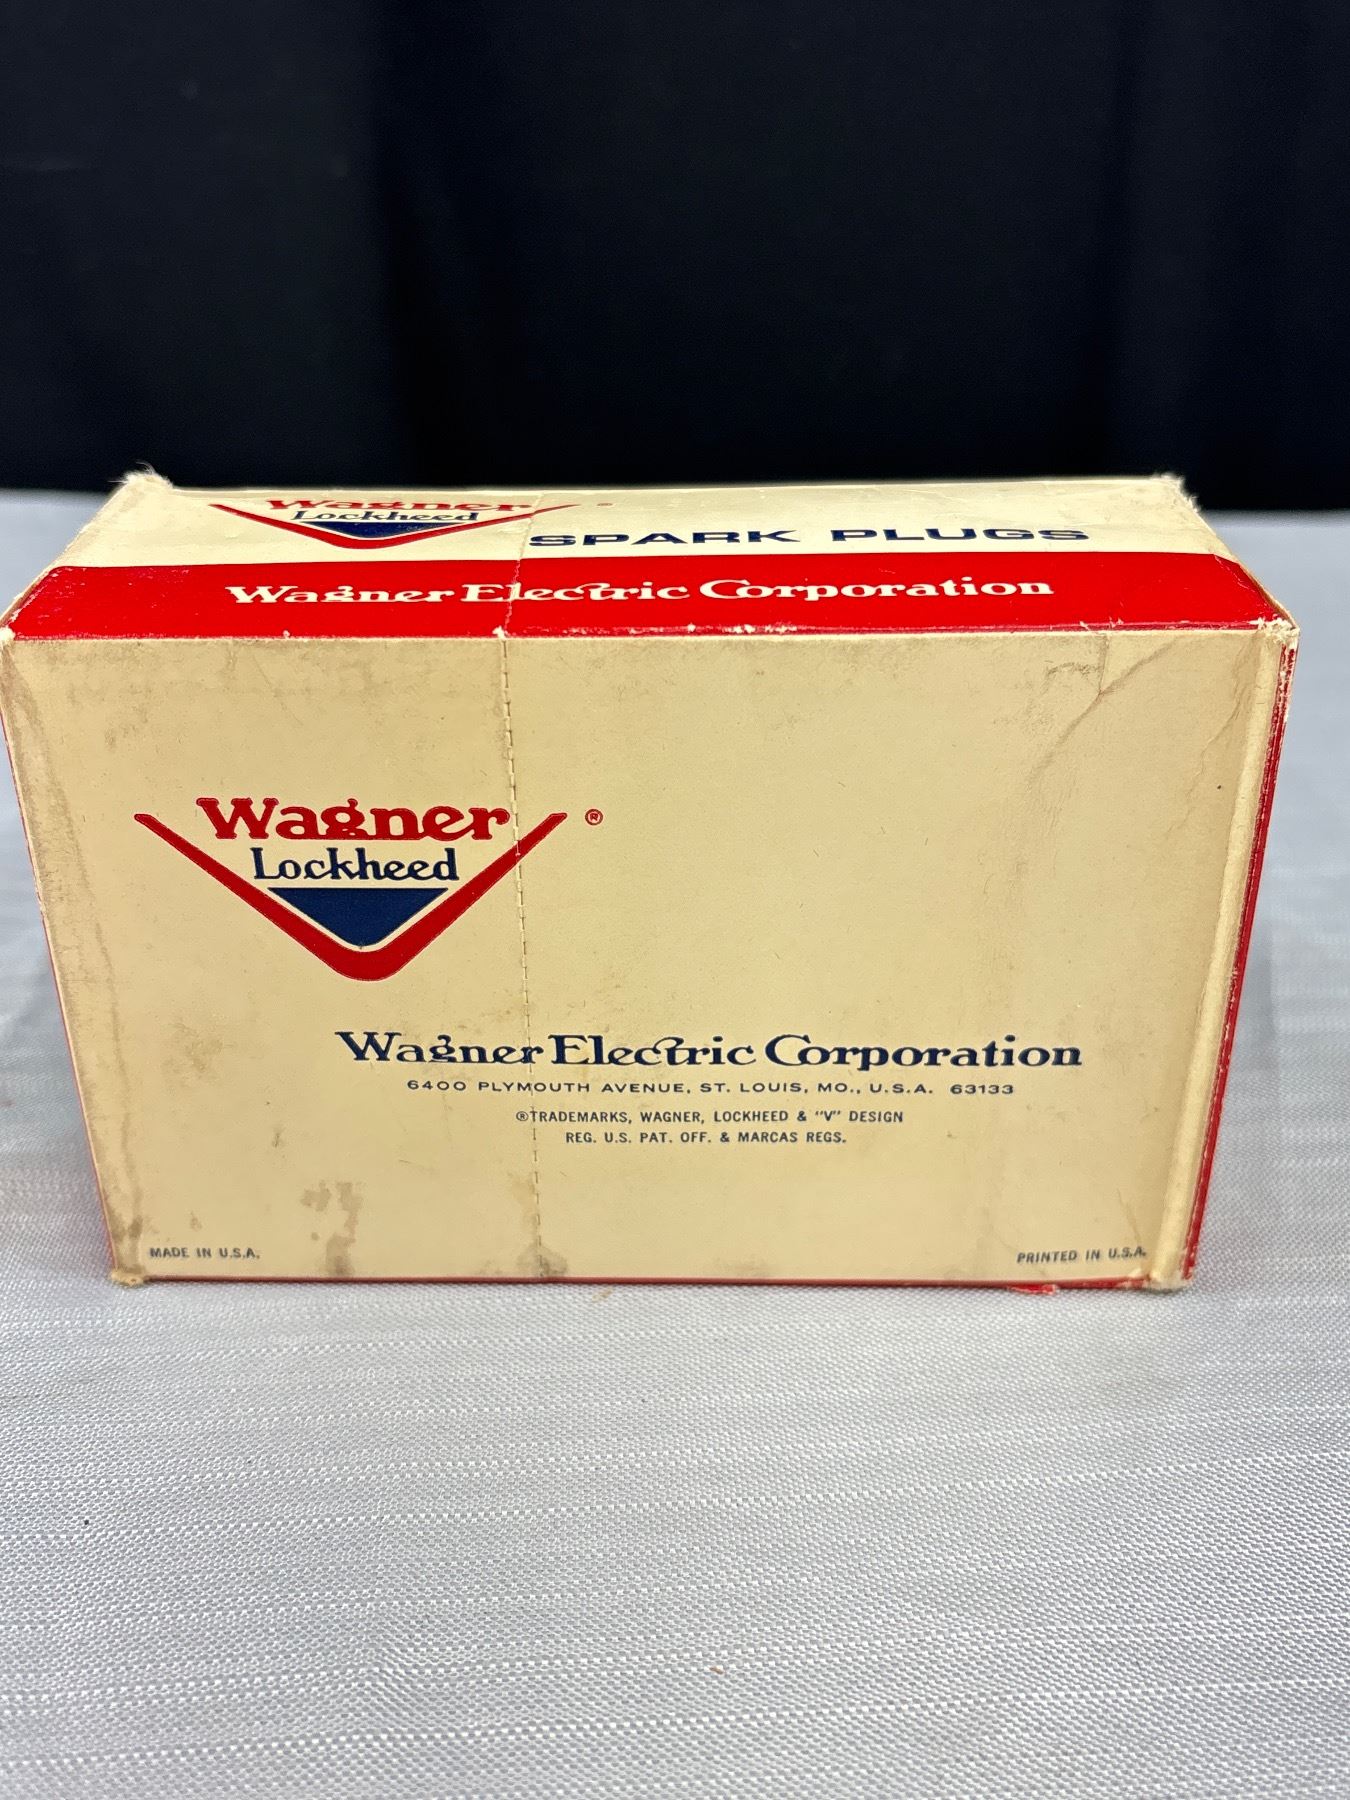 Wagner ®
Lockheed
SPARK PLUGS
Wagner Electric Corporation
Wagner ®
Lockheed
Wagner Electric Corporation
6400 PLYMOUTH AVENUE, ST. LOUIS, MO., U.S.A. 63133
®TRADEMARKS, WAGNER, LOCKHEED & "V" DESIGN
REG. U.S. PAT. OFF. & MARCAS REGS.
MADE IN U.S.A.
PRINTED IN U.S.A.